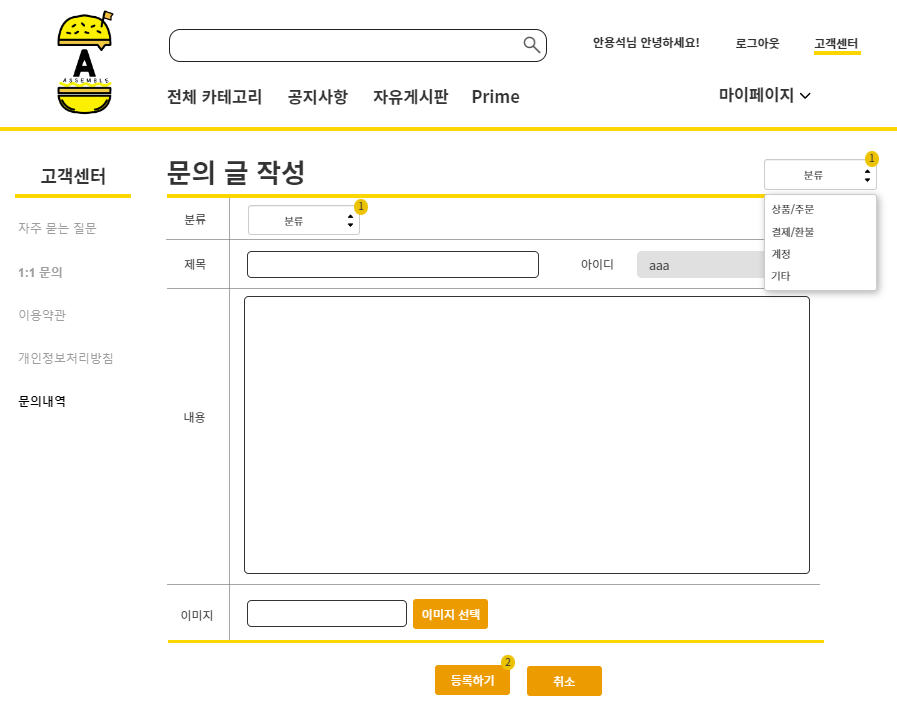 A
ASSEMBLE
안용석님 안녕하세요!
로그아웃
고객센터
전체 카테고리
공지사항
자유게시판
Prime
마이페이지
고객센터
자주 묻는 질문
1:1 문의
이용약관
개인정보처리방침
문의내역
문의 글 작성
분류
1
상품/주문
결제/환불
계정
기타
분류
분류
1
제목
아이디
aaa
내용
이미지
이미지 선택
등록하기
2
취소